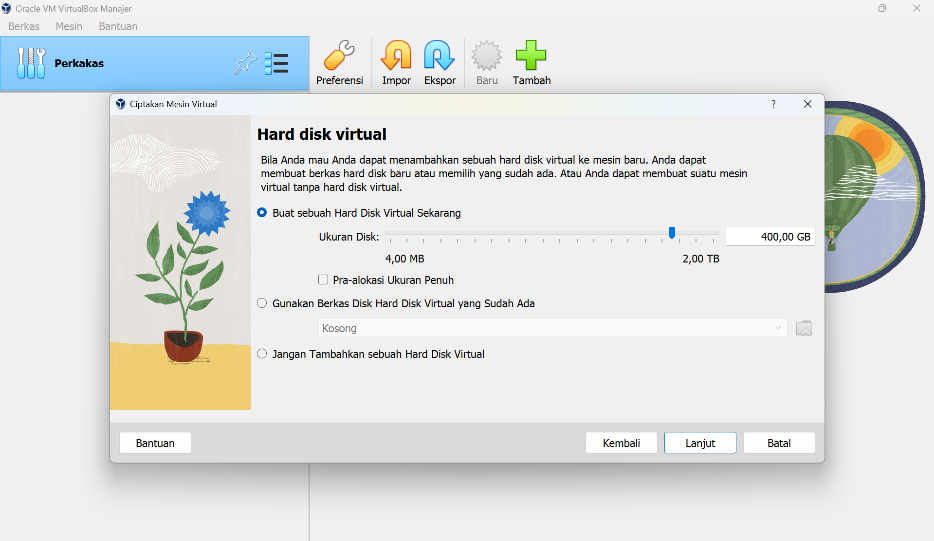 Oracle VM VirtualBox Manajer
Berkas Mesin Bantuan
Perkakas
Preferensi Impor Ekspor Baru Tambah
Ciptakan Mesin Virtual
?
Hard disk virtual
Bila Anda mau Anda dapat menambahkan sebuah hard disk virtual ke mesin baru. Anda dapat
membuat berkas hard disk baru atau memilih yang sudah ada. Atau Anda dapat membuat suatu mesin
virtual tanpa hard disk virtual.
Buat sebuah Hard Disk Virtual Sekarang
Ukuran Disk: 400,00 GB
4,00 MB 2,00 TB
Pra-alokasi Ukuran Penuh
Gunakan Berkas Disk Hard Disk Virtual yang Sudah Ada
Kosong
Jangan Tambahkan sebuah Hard Disk Virtual
Bantuan Kembali Lanjut Batal